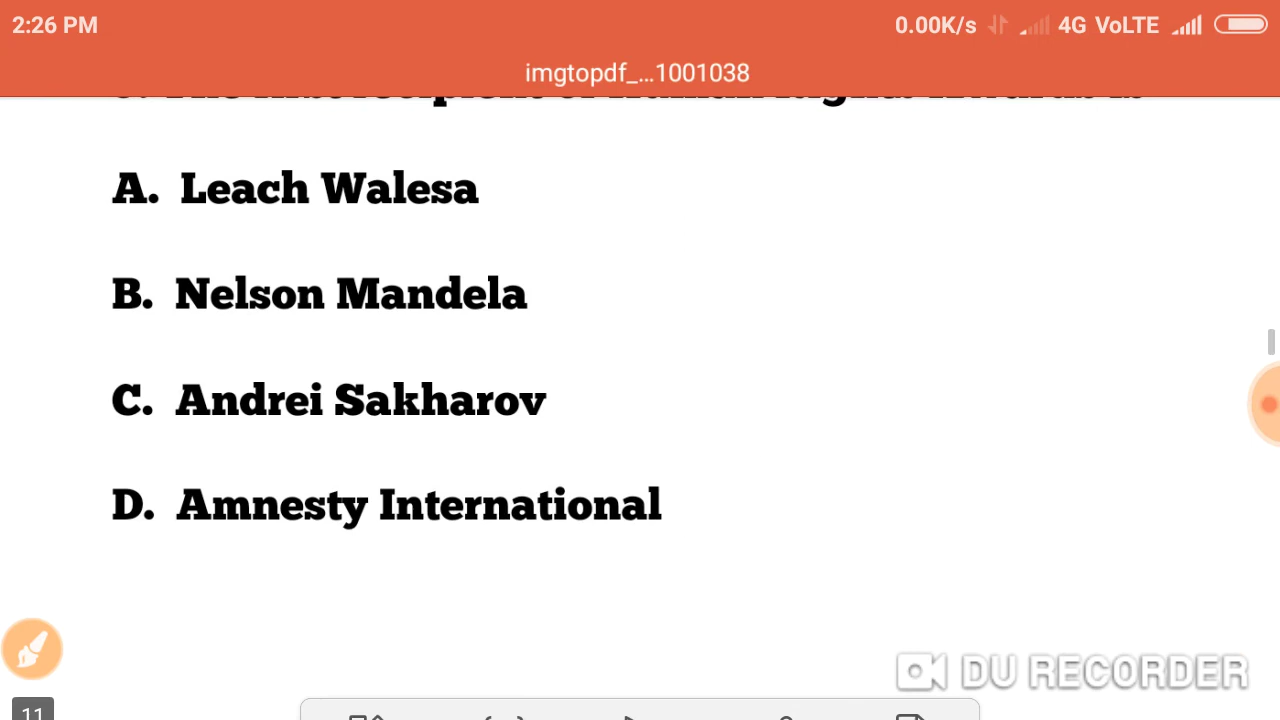 2:26 PM
0.00K/s 4G VoLTE
imgtopdf_...1001038
A. Leach Walesa
B. Nelson Mandela
C. Andrei Sakharov
D. Amnesty International
DU RECORDER
11